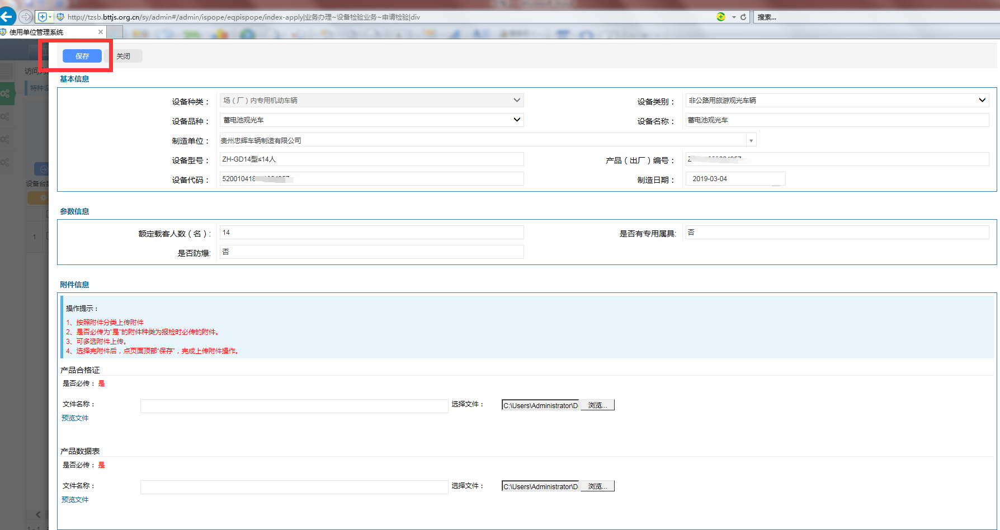 http://tzsb.bttjs.org.cn/sy/admin#/admin/ispope/eqpispope/index-apply|业务办理~设备检验业务~申请检验|div
搜索...
使用单位管理系统
保存
关闭
访问
特种设
基本信息
设备种类：
场（厂）内专用机动车辆
设备类别：
非公路用旅游观光车辆
设备品种：
蓄电池观光车
设备名称：
蓄电池观光车
制造单位：
贵州忠辉车辆制造有限公司
设备型号：
ZH-GD14型≤14人
产品（出厂）编号：
设备代码：
520010418
制造日期：
2019-03-04
设备台数
参数信息
额定载客人数（名）:
14
是否有专用属具:
否
是否防爆:
否
1
附件信息
操作提示：
1、按照附件分类上传附件
2、是否必传为"是"的附件种类为报检时必传的附件。
3、可多选附件上传。
4、选择完附件后，点页面顶部“保存”，完成上传附件操作。
产品合格证
是否必传：是
文件名称：
选择文件：
C:\Users\Administrator\D
浏览...
预览文件
产品数据表
是否必传：是
文件名称：
选择文件：
C:\Users\Administrator\D
浏览...
预览文件
1 - 1